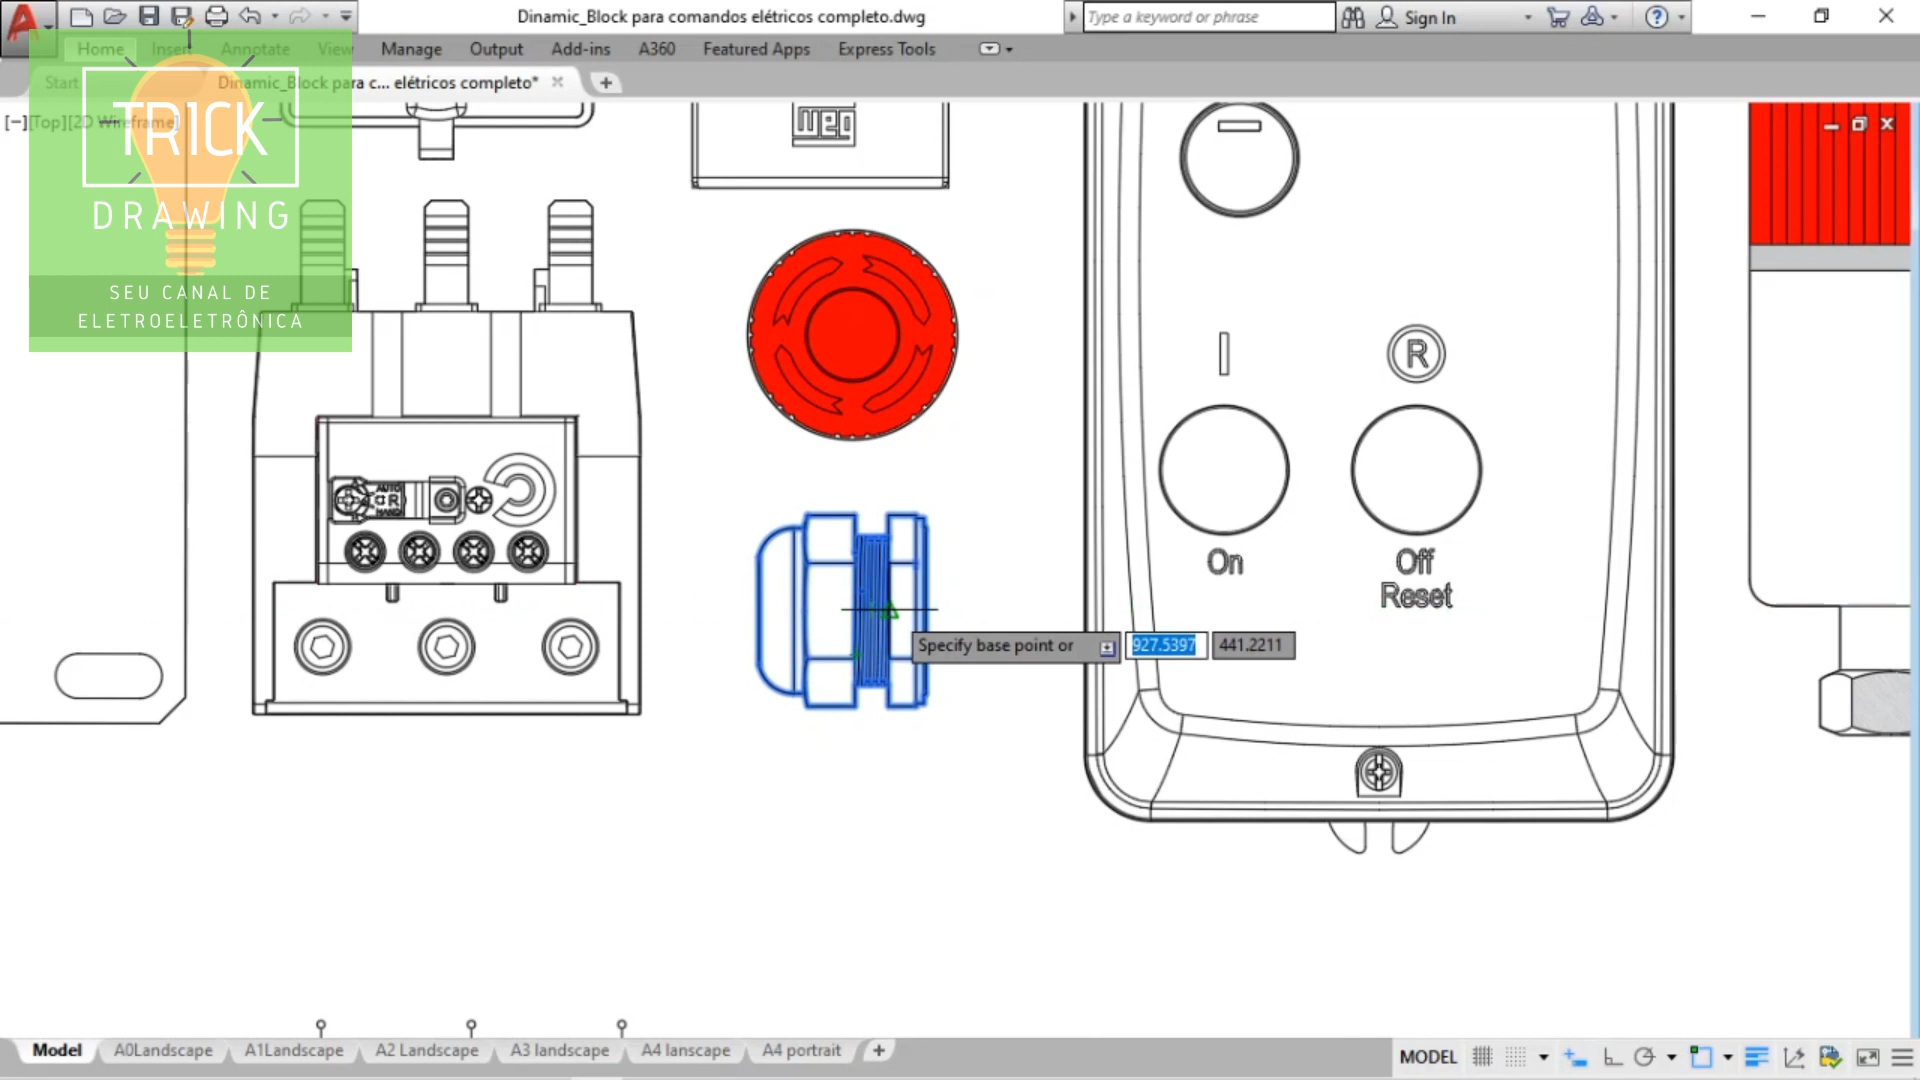 Dinamic_Block para comandos elétricos completo.dwg
Type a keyword or phrase
Sign In
Home Insert Annotate View Manage Output Add-ins A360 Featured Apps Express Tools
Start
Dinamic_Block para c... elétricos completo*
[−][Top][2D Wireframe]
TRICK
DRAWING
SEU CANAL DE
ELETROELETRÔNICA
WEG
R
AUTO
R
HAND
On
Off
Reset
Specify base point or
927.5397
441.2211
Model A0Landscape A1Landscape A2 Landscape A3 landscape A4 lanscape A4 portrait
MODEL